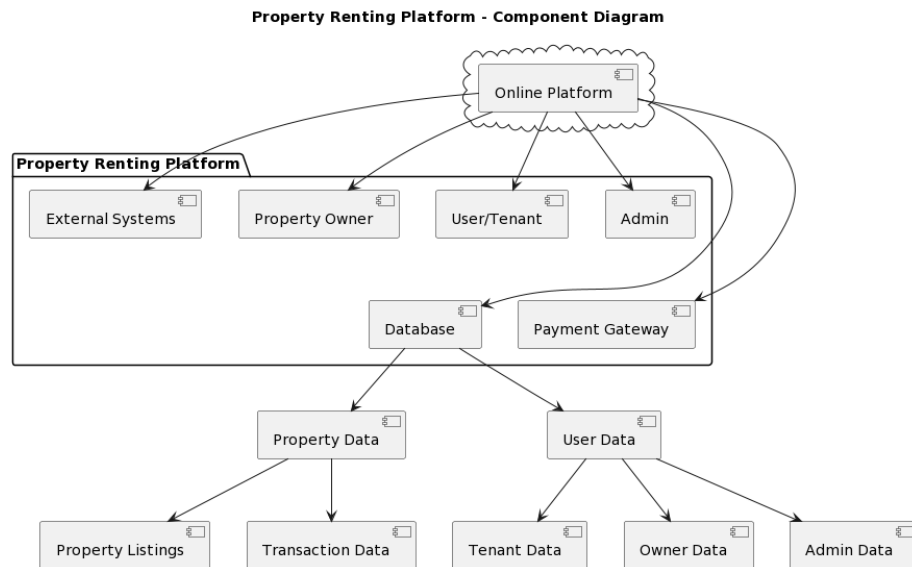 Property Renting Platform - Component Diagram
Online Platform
Property Renting Platform
External Systems
Property Owner
User/Tenant
Admin
Database
Payment Gateway
Property Data
User Data
Property Listings
Transaction Data
Tenant Data
Owner Data
Admin Data